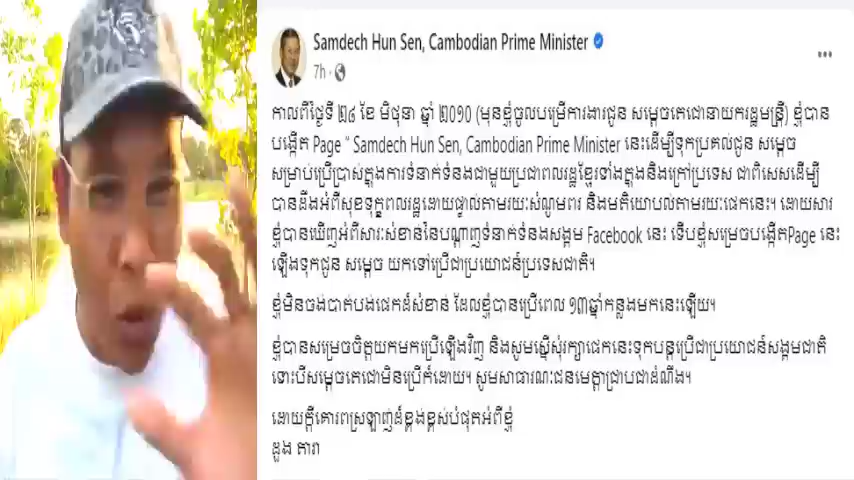 Samdech Hun Sen, Cambodian Prime Minister
7h ·
កាលពីថ្ងៃទី ២៤ ខែ មិថុនា ឆ្នាំ ២០១០ (មុនខ្ញុំចូលបម្រើការងារជូន សម្តេចតេជោនាយករដ្ឋមន្ត្រី) ខ្ញុំបាន
បង្កើត Page “ Samdech Hun Sen, Cambodian Prime Minister នេះដើម្បីទុកប្រគល់ជូន សម្តេច
សម្រាប់ប្រើប្រាស់ក្នុងការទំនាក់ទំនងជាមួយប្រជាពលរដ្ឋខ្មែរទាំងក្នុងនិងក្រៅប្រទេស ជាពិសេសដើម្បី
បានដឹងអំពីសុខទុក្ខពលរដ្ឋដោយផ្ទាល់តាមរយៈសំណូមពរ និងមតិយោបល់តាមរយៈផេកនេះ។ ដោយសារ
ខ្ញុំបានឃើញអំពីសារៈសំខាន់នៃបណ្តាញទំនាក់ទំនងសង្គម Facebook នេះ ទើបខ្ញុំសម្រេចបង្កើតPage នេះ
ឡើងទុកជូន សម្តេច យកទៅប្រើជាប្រយោជន៍ប្រទេសជាតិ។
ខ្ញុំមិនចង់បាត់បង់ផេកដ៏សំខាន់ ដែលខ្ញុំបានប្រើពេល ១៣ឆ្នាំកន្លងមកនេះឡើយ។
ខ្ញុំបានសម្រេចចិត្តយកមកប្រើឡើងវិញ និងសូមស្នើសុំរក្សាផេកនេះទុកបន្តប្រើជាប្រយោជន៍សង្គមជាតិ
ទោះបីសម្តេចតេជោមិនប្រើក៏ដោយ។ សូមសាធារណៈជនមេត្តាជ្រាបជាដំណឹង។
ដោយក្តីគោរពស្រឡាញ់ដ៏ខ្ពង់ខ្ពស់បំផុតអំពីខ្ញុំ
ដួង តារា